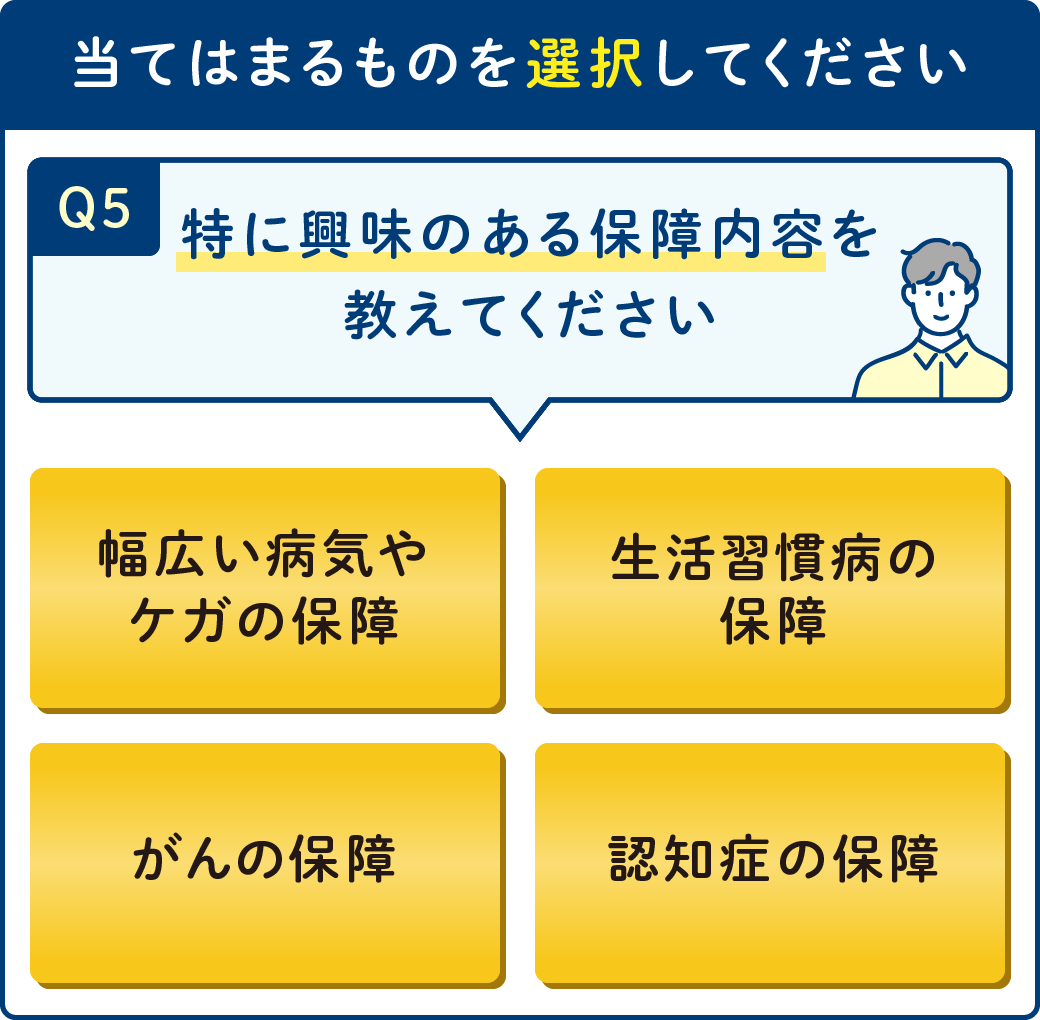 当てはまるものを選択してください
Q5
特に興味のある保障内容を
教えてください
幅広い病気や
ケガの保障
生活習慣病の
保障
がんの保障
認知症の保障